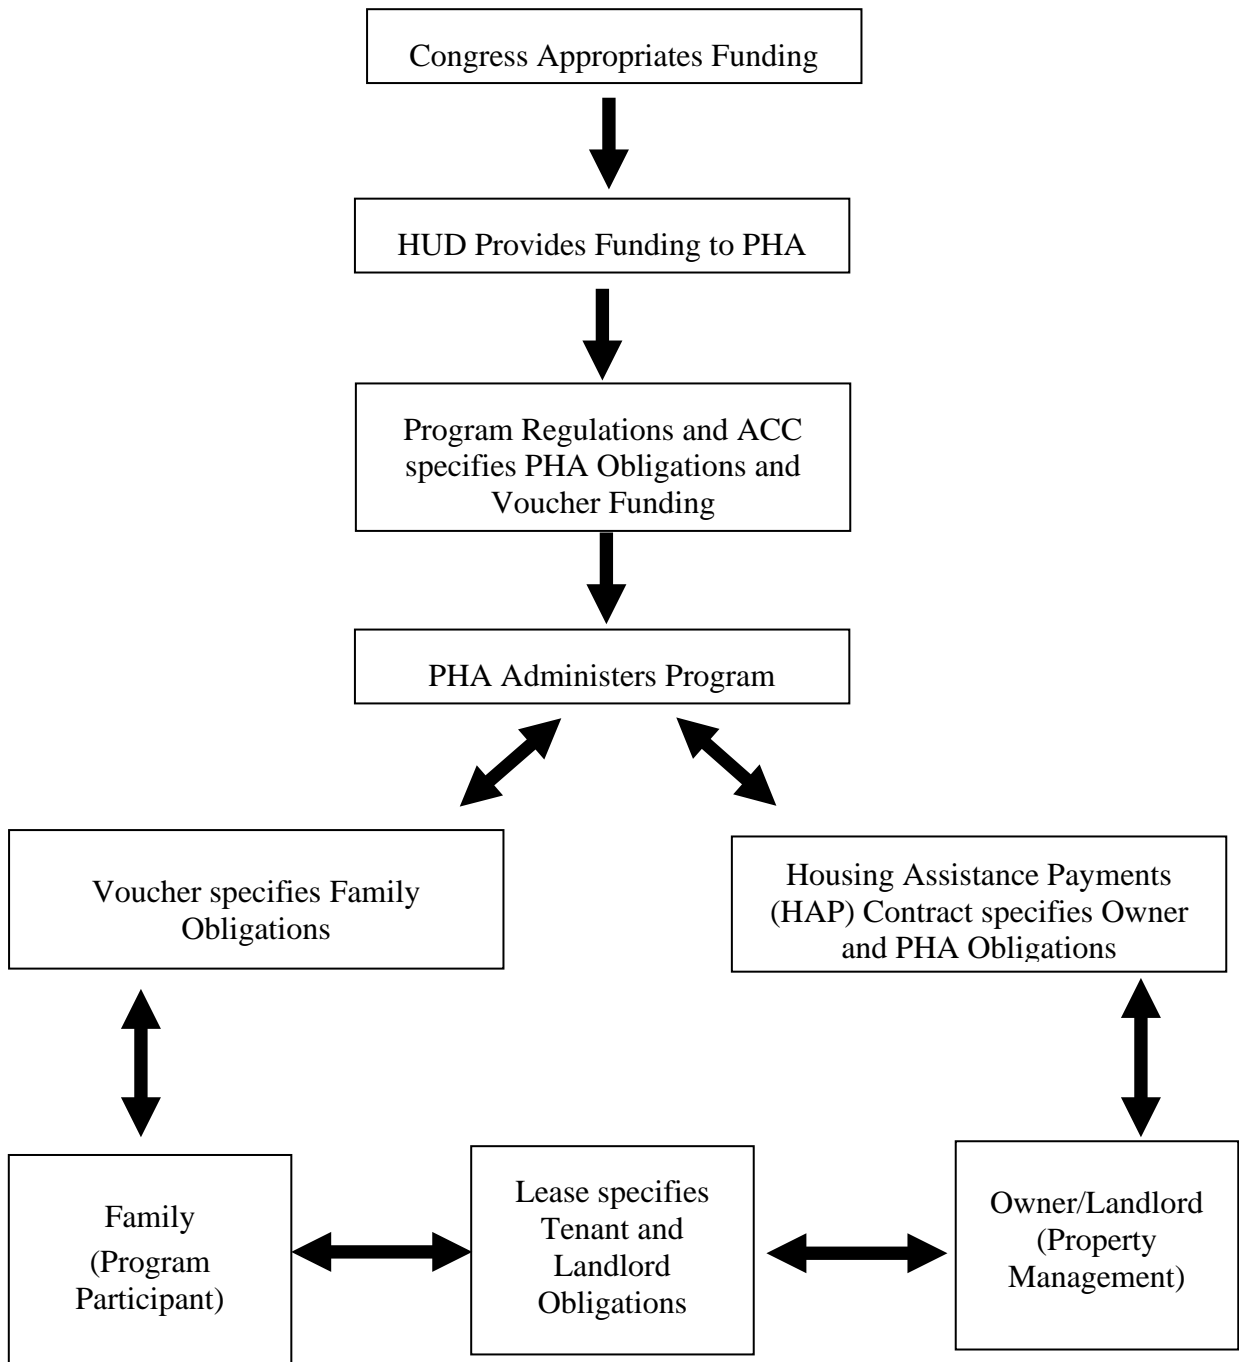 Congress Appropriates Funding
HUD Provides Funding to PHA
Program Regulations and ACC
specifies PHA Obligations and
Voucher Funding
PHA Administers Program
Voucher specifies Family
Obligations
Housing Assistance Payments
(HAP) Contract specifies Owner
and PHA Obligations
Family
(Program
Participant)
Lease specifies
Tenant and
Landlord
Obligations
Owner/Landlord
(Property
Management)